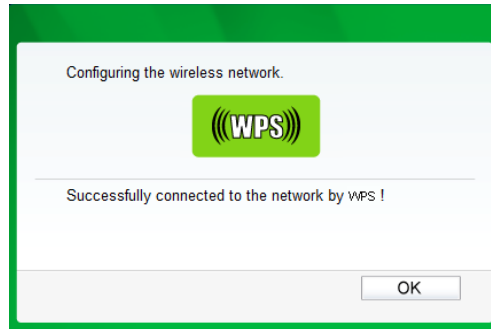 Configuring the wireless network.
(((WPS)))
Successfully connected to the network by WPS !
OK